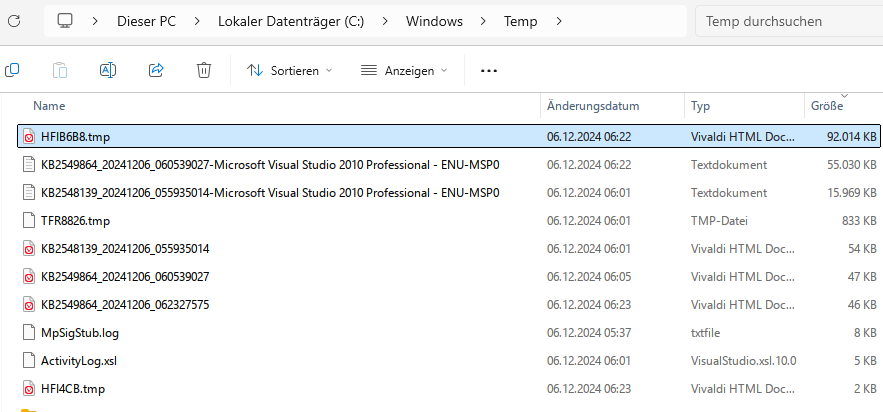 Dieser PC > Lokaler Datenträger (C:) > Windows > Temp > Temp durchsuchen
Sortieren Anzeigen ...
Name Änderungsdatum Typ Größe
HFIB6B8.tmp 06.12.2024 06:22 Vivaldi HTML Doc... 92.014 KB
KB2549864_20241206_060539027-Microsoft Visual Studio 2010 Professional - ENU-MSP0 06.12.2024 06:22 Textdokument 55.030 KB
KB2548139_20241206_055935014-Microsoft Visual Studio 2010 Professional - ENU-MSP0 06.12.2024 06:01 Textdokument 15.969 KB
TFR8826.tmp 06.12.2024 06:01 TMP-Datei 833 KB
KB2548139_20241206_055935014 06.12.2024 06:01 Vivaldi HTML Doc... 54 KB
KB2549864_20241206_060539027 06.12.2024 06:05 Vivaldi HTML Doc... 47 KB
KB2549864_20241206_062327575 06.12.2024 06:23 Vivaldi HTML Doc... 46 KB
MpSigStub.log 06.12.2024 05:37 txtfile 8 KB
ActivityLog.xsl 06.12.2024 06:01 VisualStudio.xsl.10.0 5 KB
HFI4CB.tmp 06.12.2024 06:23 Vivaldi HTML Doc... 2 KB